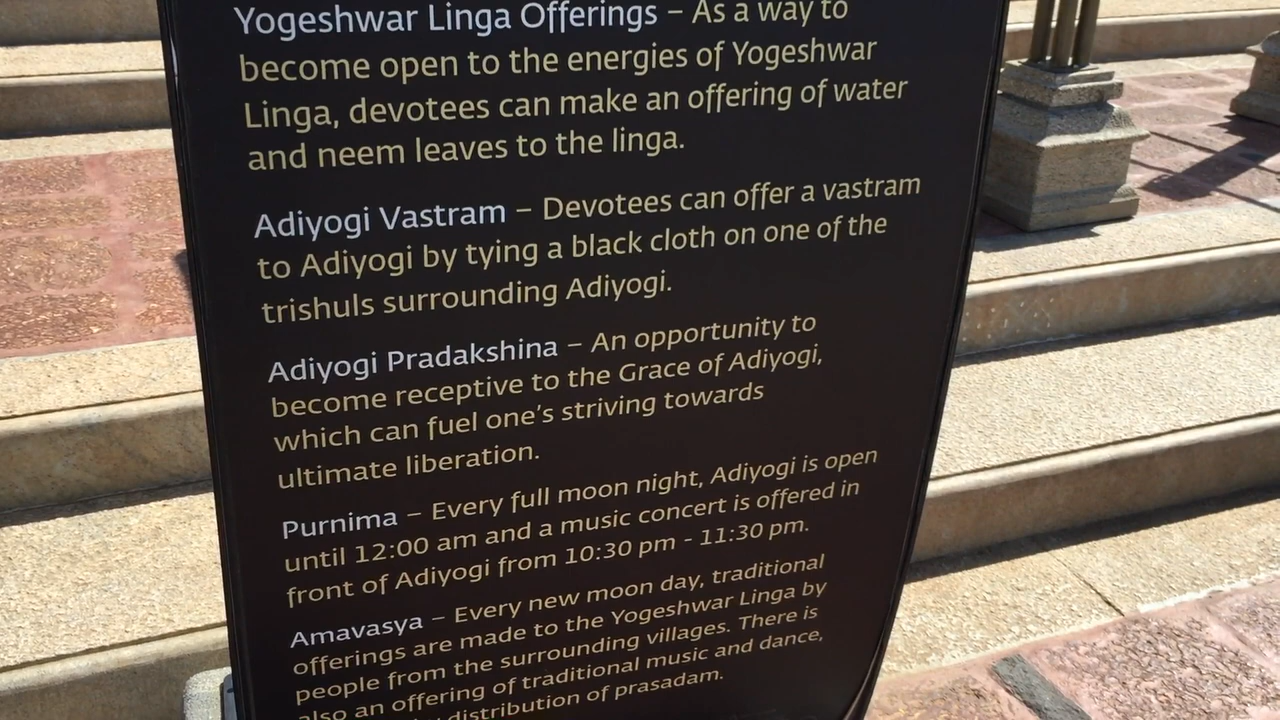 Yogeshwar Linga Offerings – As a way to
become open to the energies of Yogeshwar
Linga, devotees can make an offering of water
and neem leaves to the linga.
Adiyogi Vastram – Devotees can offer a vastram
to Adiyogi by tying a black cloth on one of the
trishuls surrounding Adiyogi.
Adiyogi Pradakshina – An opportunity to
become receptive to the Grace of Adiyogi,
which can fuel one's striving towards
ultimate liberation.
Purnima – Every full moon night, Adiyogi is open
until 12:00 am and a music concert is offered in
front of Adiyogi from 10:30 pm - 11:30 pm.
Amavasya – Every new moon day, traditional
offerings are made to the Yogeshwar Linga by
people from the surrounding villages. There is
also an offering of traditional music and dance,
distribution of prasadam.